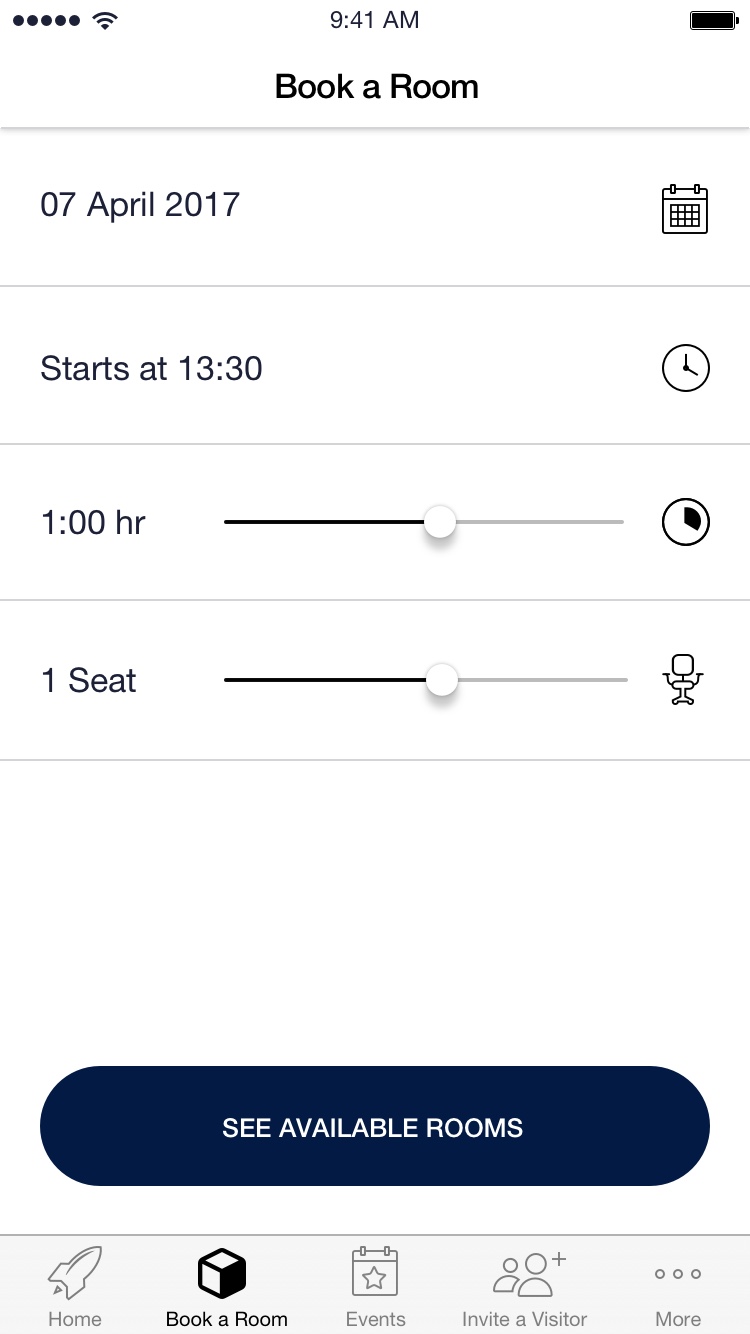 9:41 AM
Book a Room
07 April 2017
Starts at 13:30
1:00 hr
1 Seat
SEE AVAILABLE ROOMS
Home
Book a Room
Events
Invite a Visitor
More